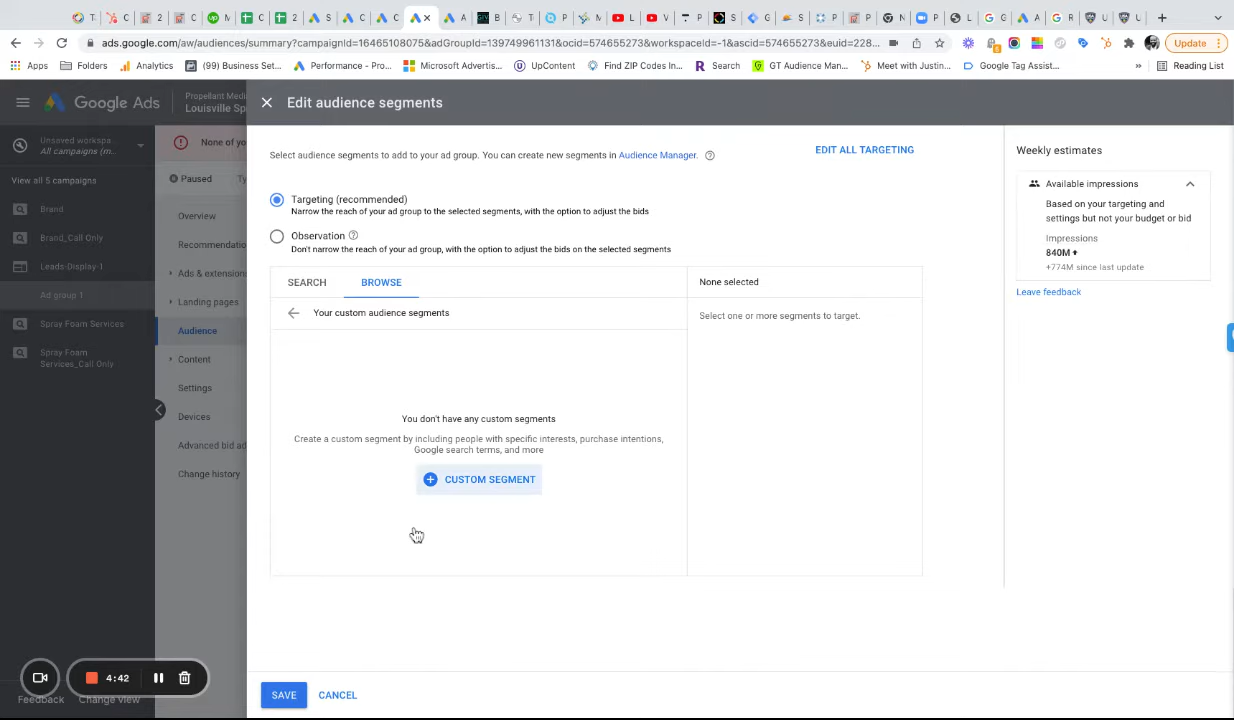 T
C
2
C
M
C
2
S
C
C
A
B
T
P
M
L
V
T
S
G
S
P
N
P
L
G
A
R
U
U
ads.google.com/aw/audiences/summary?campaignId=16465108075&adGroupId=139749961131&ocid=574655273&workspaceId=-1&ascid=574655273&euid=228...
Update
Apps
Folders
Analytics
(99) Business Set...
Performance - Pro...
Microsoft Advertis...
UpContent
Find ZIP Codes In...
Search
GT Audience Man...
Meet with Justin...
Google Tag Assist...
»
Reading List
Google Ads
Propellant Media
Louisville Sp
Edit audience segments
Unsaved workspa...
All campaigns (m...
None of yo
Select audience segments to add to your ad group. You can create new segments in Audience Manager.
EDIT ALL TARGETING
Weekly estimates
View all 5 campaigns
Paused
Ty
Available impressions
Based on your targeting and
settings but not your budget or bid
Impressions
840M
+774M since last update
Leave feedback
Brand
Brand_Call Only
Leads-Display-1
Ad group 1
Spray Foam Services
Spray Foam
Services_Call Only
Overview
Recommendation
Ads & extensions
Landing pages
Audience
Content
Settings
Devices
Advanced bid ad
Change history
Targeting (recommended)
Narrow the reach of your ad group to the selected segments, with the option to adjust the bids
Observation
Don't narrow the reach of your ad group, with the option to adjust the bids on the selected segments
SEARCH
BROWSE
None selected
Your custom audience segments
Select one or more segments to target.
You don't have any custom segments
Create a custom segment by including people with specific interests, purchase intentions,
Google search terms, and more
CUSTOM SEGMENT
4:42
Feedback
Change view
SAVE
CANCEL